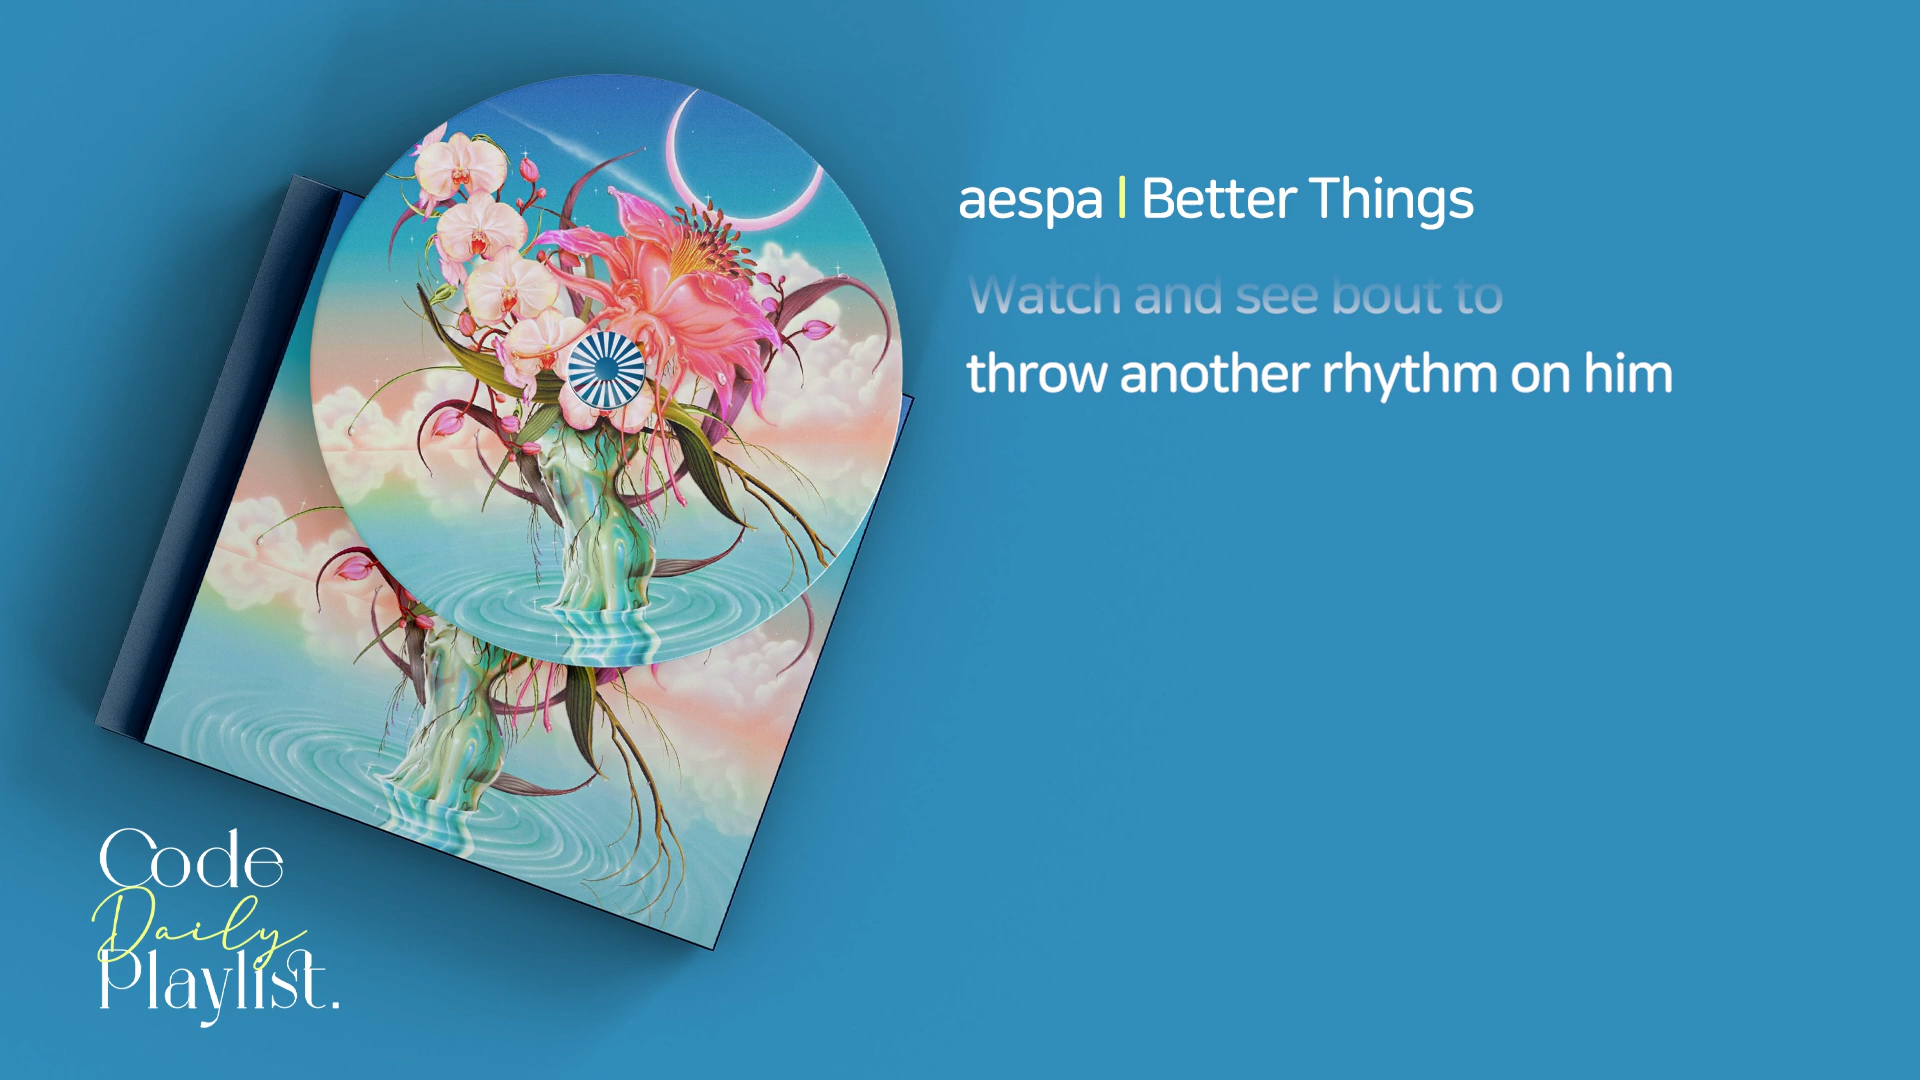 aespa | Better Things
Watch and see bout to
throw another rhythm on him
Code
Daily
Playlist.